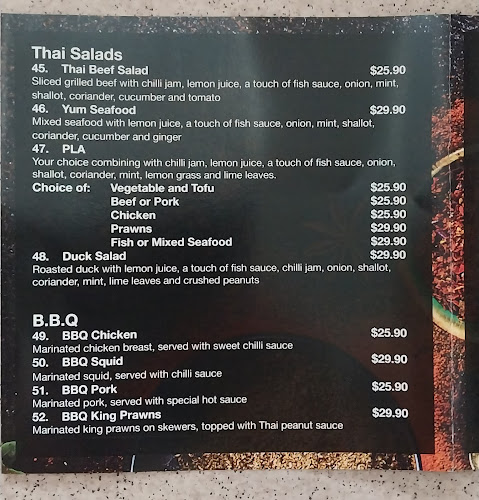 Thai Salads
45. Thai Beef Salad $25.90
Sliced grilled beef with chilli jam, lemon juice, a touch of fish sauce, onion, mint,
shallot, coriander, cucumber and tomato
46. Yum Seafood $29.90
Mixed seafood with lemon juice, a touch of fish sauce, onion, mint, shallot,
coriander, cucumber and ginger
47. PLA
Your choice combining with chilli jam, lemon juice, a touch of fish sauce, onion,
shallot, coriander, mint, lemon grass and lime leaves.
Choice of: Vegetable and Tofu $25.90
Beef or Pork $25.90
Chicken $25.90
Prawns $29.90
Fish or Mixed Seafood $29.90
48. Duck Salad $29.90
Roasted duck with lemon juice, a touch of fish sauce, chilli jam, onion, shallot,
coriander, mint, lime leaves and crushed peanuts
B.B.Q
49. BBQ Chicken $25.90
Marinated chicken breast, served with sweet chilli sauce
50. BBQ Squid $29.90
Marinated squid, served with chilli sauce
51. BBQ Pork $25.90
Marinated pork, served with special hot sauce
52. BBQ King Prawns $29.90
Marinated king prawns on skewers, topped with Thai peanut sauce